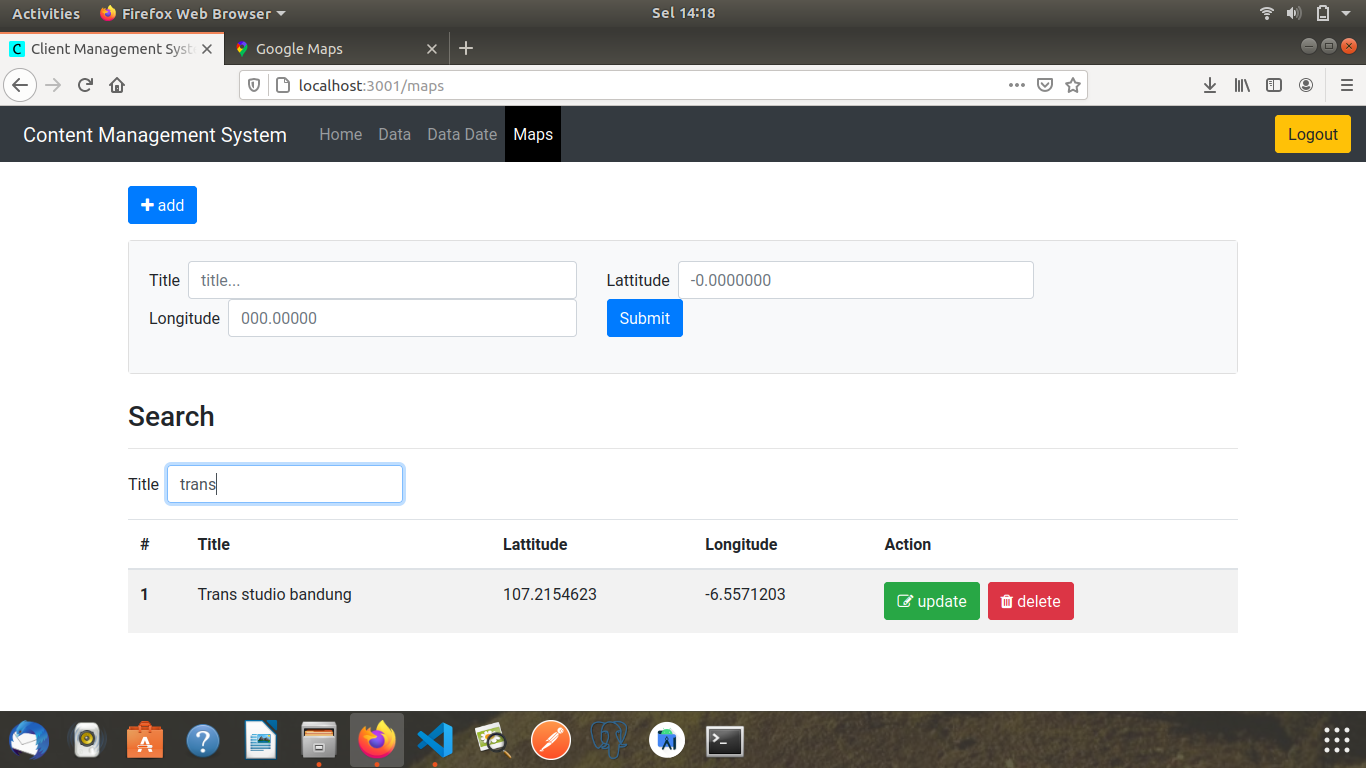 Activities Firefox Web Browser Sel 14:18
Client Management Syst Google Maps
localhost:3001/maps
Content Management System Home Data Data Date Maps Logout
add
Title title... Lattitude -0.0000000
Longitude 000.00000 Submit
Search
Title trans
# Title Lattitude Longitude Action
1 Trans studio bandung 107.2154623 -6.5571203 update delete